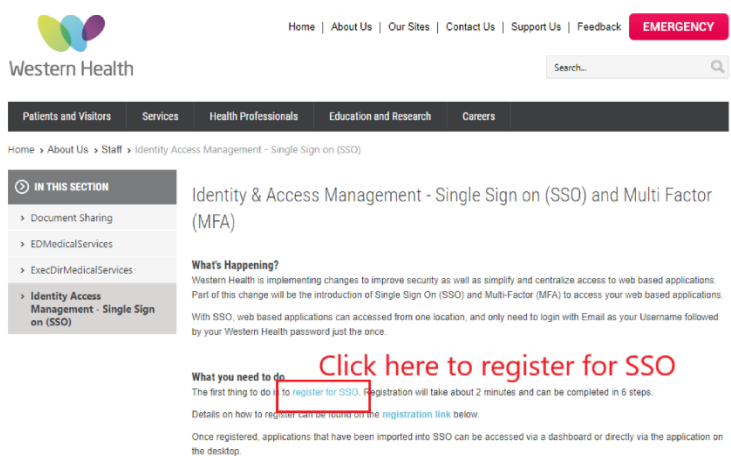 Home | About Us | Our Sites | Contact Us | Support Us | Feedback EMERGENCY
Western Health
Search...
Patients and Visitors Services Health Professionals Education and Research Careers
Home › About Us › Staff › Identity Access Management - Single Sign on (SSO)
IN THIS SECTION
› Document Sharing
› EDMedicalServices
› ExecDirMedicalServices
› Identity Access
Management - Single Sign
on (SSO)
Identity & Access Management - Single Sign on (SSO) and Multi Factor
(MFA)
What's Happening?
Western Health is implementing changes to improve security as well as simplify and centralize access to web based applications.
Part of this change will be the introduction of Single Sign On (SSO) and Multi-Factor (MFA) to access your web based applications.
With SSO, web based applications can accessed from one location, and only need to login with Email as your Username followed
by your Western Health password just the once.
Click here to register for SSO
What you need to do
The first thing to do is to register for SSO. Registration will take about 2 minutes and can be completed in 6 steps.
Details on how to register can be found on the registration link below.
Once registered, applications that have been imported into SSO can be accessed via a dashboard or directly via the application on
the desktop.